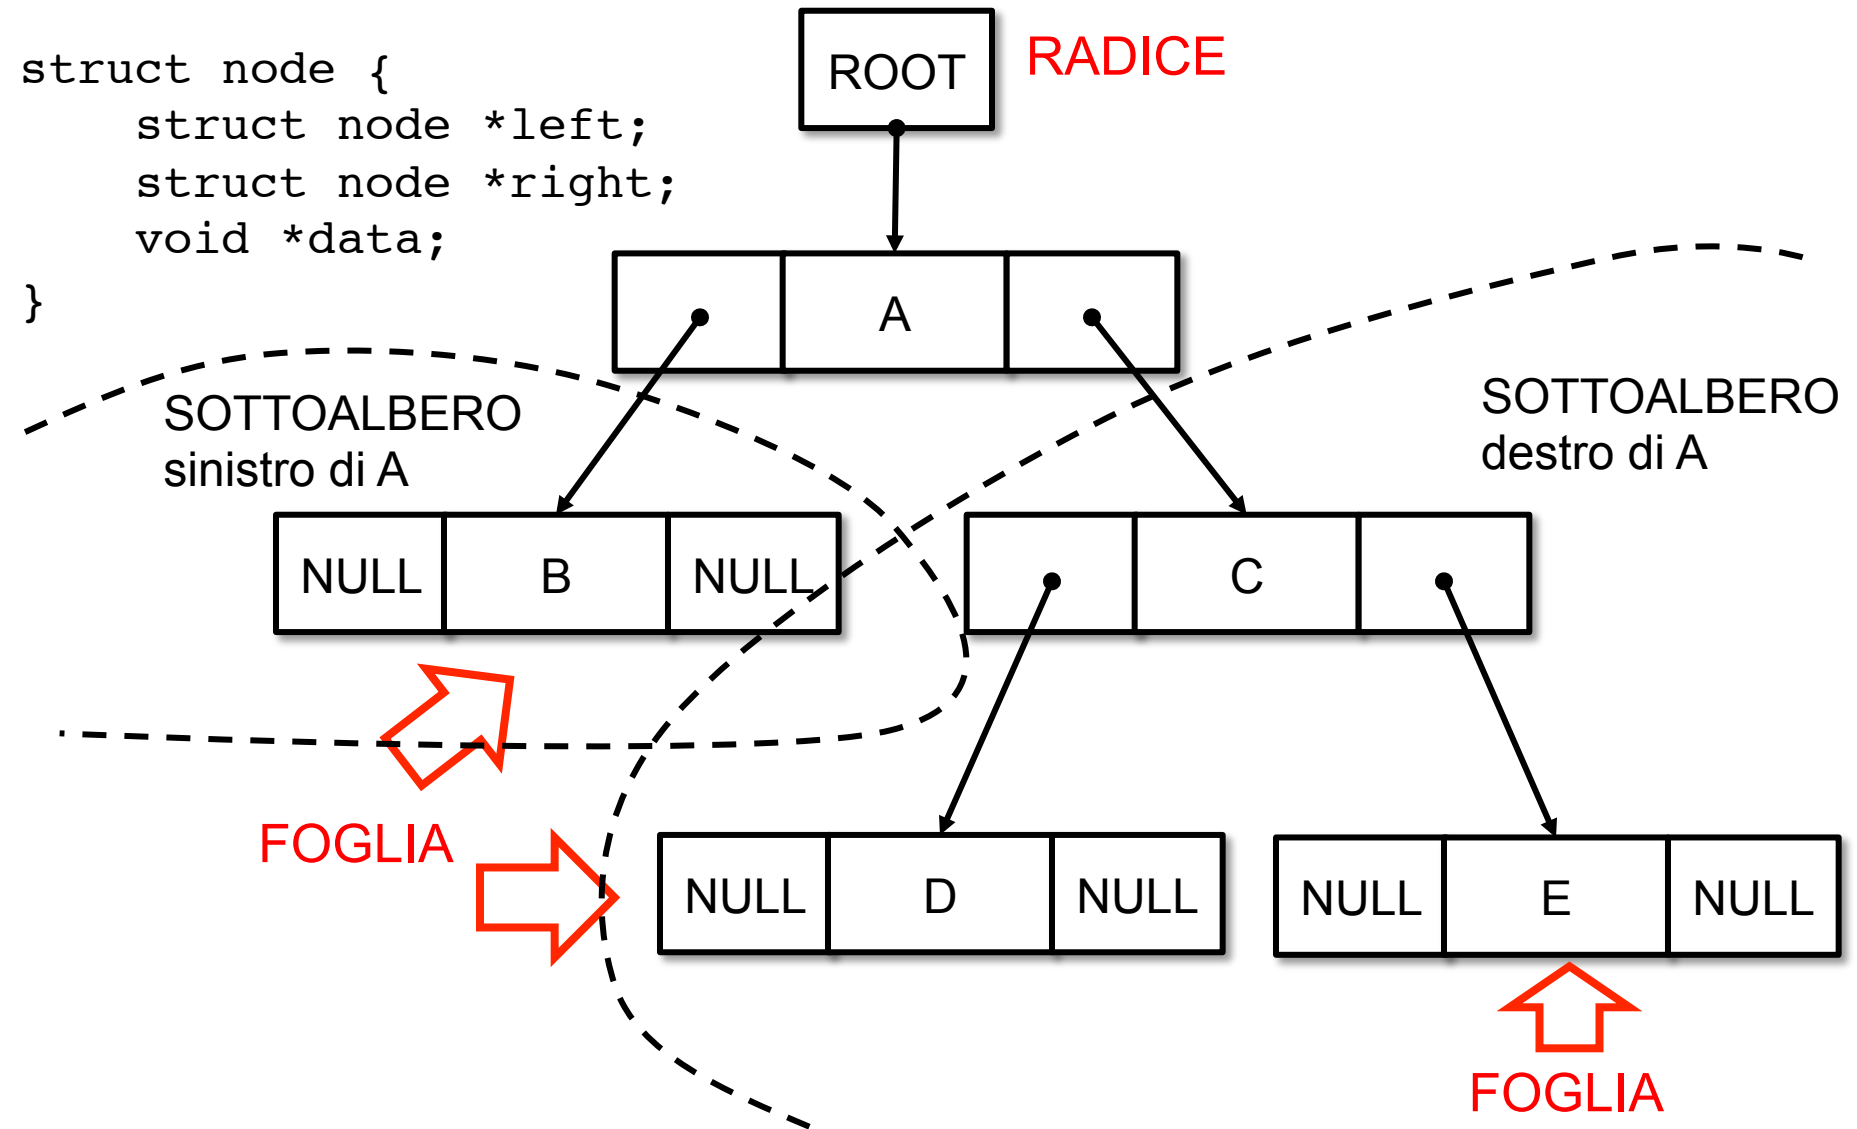 struct node {
    struct node *left;
    struct node *right;
    void *data;
}
ROOT
RADICE
A
SOTTOALBERO
sinistro di A
SOTTOALBERO
destro di A
NULL B NULL
C
FOGLIA
NULL D NULL
NULL E NULL
FOGLIA